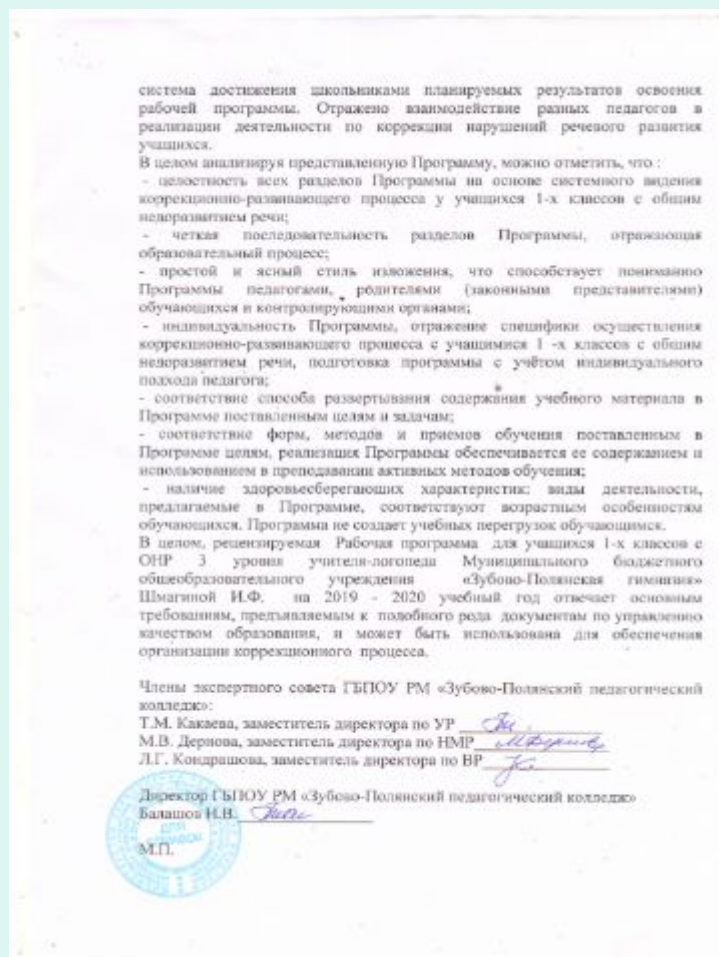 система достижения школьниками планируемых результатов освоения
рабочей программы. Отражено взаимодействие разных педагогов в
реализации деятельности по коррекции нарушений речевого развития
учащихся.
В целом анализируя представленную Программу, можно отметить, что :
- целостность всех разделов Программы на основе системного видения
коррекционно-развивающего процесса у учащихся 1-х классов с общим
недоразвитием речи;
- четкая последовательность разделов Программы, отражающая
образовательный процесс;
- простой и ясный стиль изложения, что способствует пониманию
Программы педагогами, родителями (законными представителями)
обучающихся и контролирующими органами;
- индивидуальность Программы, отражение специфики осуществления
коррекционно-развивающего процесса с учащимися 1 -х классов с общим
недоразвитием речи, подготовка программы с учётом индивидуального
подхода педагога;
- соответствие способа развертывания содержания учебного материала в
Программе поставленным целям и задачам;
- соответствие форм, методов и приемов обучения поставленным в
Программе целям, реализация Программы обеспечивается ее содержанием и
использованием в преподавании активных методов обучения;
- наличие здоровьесберегающих характеристик: виды деятельности,
предлагаемые в Программе, соответствуют возрастным особенностям
обучающихся. Программа не создает учебных перегрузок обучающимся.
В целом, рецензируемая Рабочая программа для учащихся 1-х классов с
ОНР 3 уровня учителя-логопеда Муниципального бюджетного
общеобразовательного учреждения «Зубово-Полянская гимназия»
Шмагиной И.Ф. на 2019 - 2020 учебный год отвечает основным
требованиям, предъявляемым к подобного рода документам по управлению
качеством образования, и может быть использована для обеспечения
организации коррекционного процесса.
Члены экспертного совета ГБПОУ РМ «Зубово-Полянский педагогический
колледж»:
Т.М. Какаева, заместитель директора по УР
М.В. Дернова, заместитель директора по НМР
Л.Г. Кондрашова, заместитель директора по ВР
Директор ГБПОУ РМ «Зубово-Полянский педагогический колледж»
Балашов Н.В.
ДЛЯ
СПРАВОК
М.П.